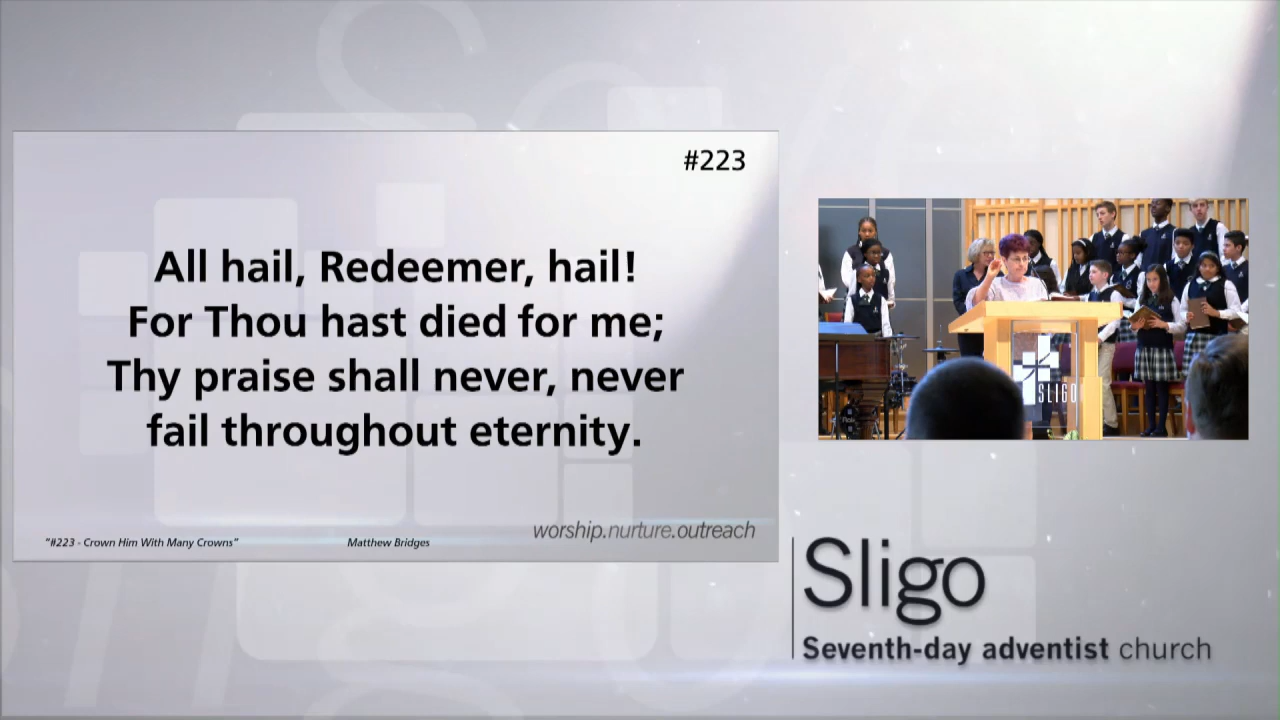 #223
All hail, Redeemer, hail!
For Thou hast died for me;
Thy praise shall never, never
fail throughout eternity.
"#223 - Crown Him With Many Crowns"
Matthew Bridges
worship.nurture.outreach
SLIGO
Sligo
Seventh-day adventist church